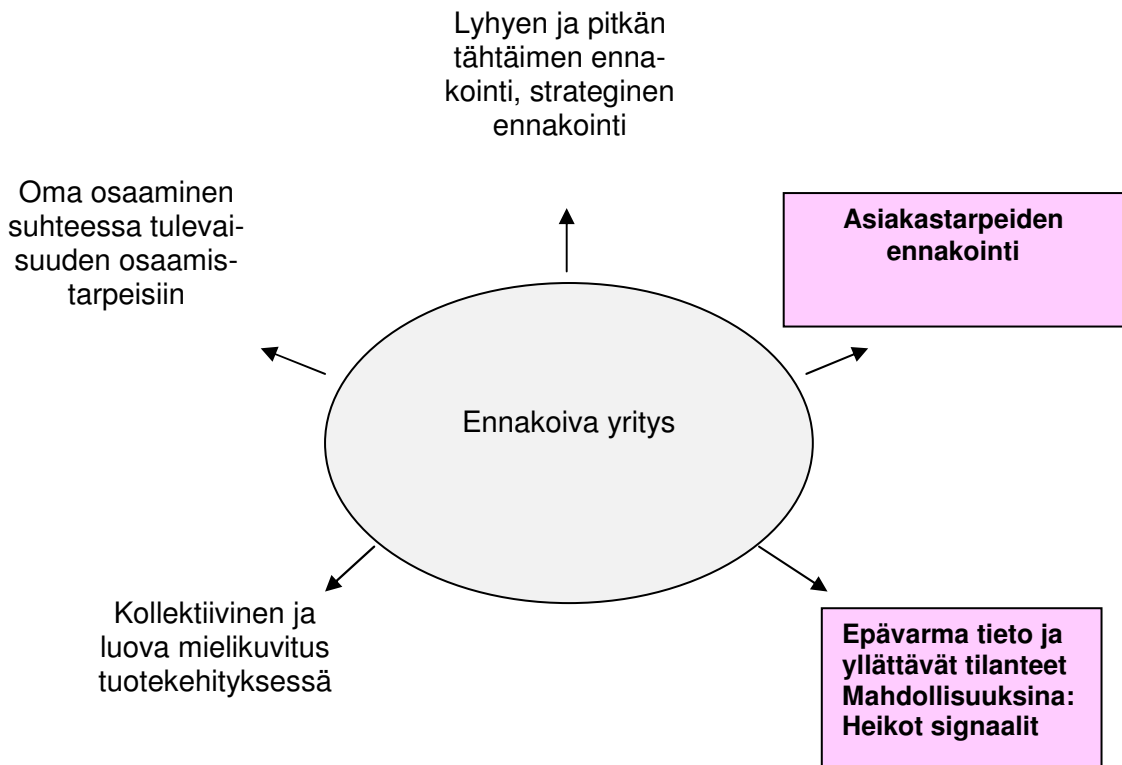 Lyhyen ja pitkän
tähtäimen enna-
kointi, strateginen
ennakointi
Oma osaaminen
suhteessa tulevai-
suuden osaamis-
tarpeisiin
Asiakastarpeiden
ennakointi
Ennakoiva yritys
Kollektiivinen ja
luova mielikuvitus
tuotekehityksessä
Epävarma tieto ja
yllättävät tilanteet
Mahdollisuuksina:
Heikot signaalit